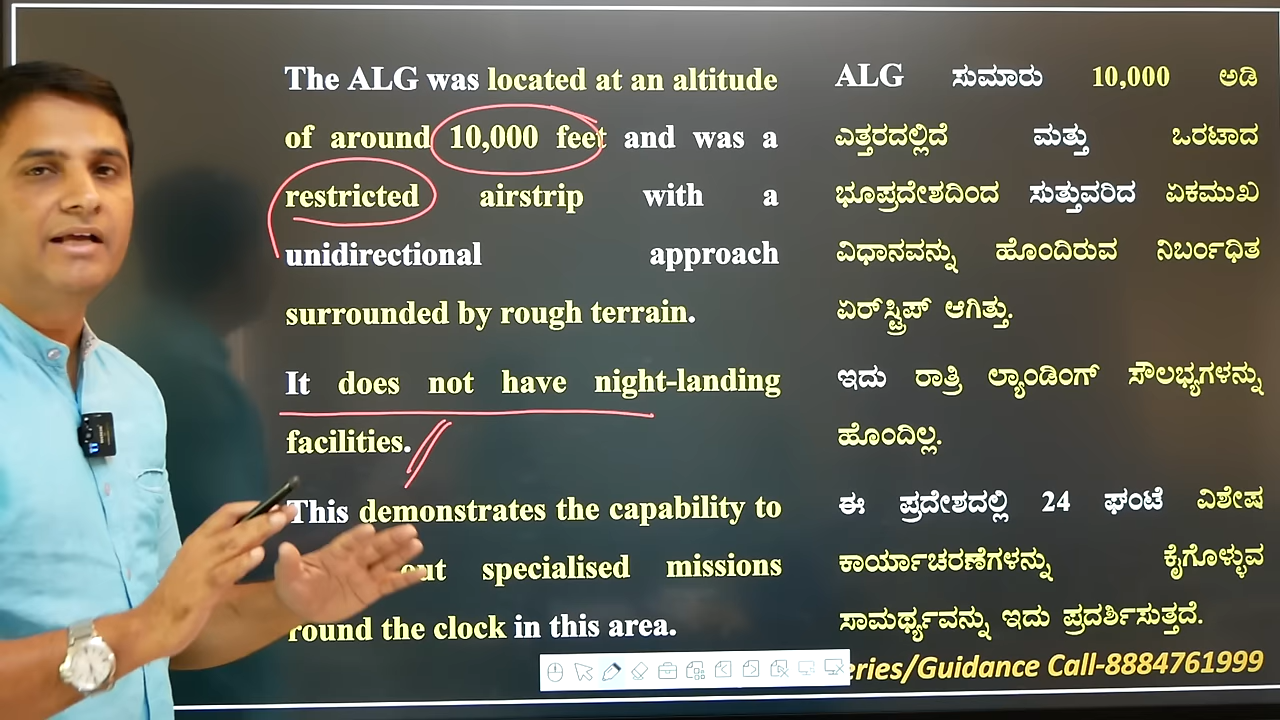 The ALG was located at an altitude
of around 10,000 feet and was a
restricted airstrip with a
unidirectional approach
surrounded by rough terrain.
It does not have night-landing
facilities.
This demonstrates the capability to
out specialised missions
round the clock in this area.
ALG ಸುಮಾರು 10,000 ಅಡಿ
ಎತ್ತರದಲ್ಲಿದೆ ಮತ್ತು ಒರಟಾದ
ಭೂಪ್ರದೇಶದಿಂದ ಸುತ್ತುವರಿದ ಏಕಮುಖ
ವಿಧಾನವನ್ನು ಹೊಂದಿರುವ ನಿರ್ಬಂಧಿತ
ಏರ್‌ಸ್ಟ್ರಿಪ್ ಆಗಿತ್ತು.
ಇದು ರಾತ್ರಿ ಲ್ಯಾಂಡಿಂಗ್ ಸೌಲಭ್ಯಗಳನ್ನು
ಹೊಂದಿಲ್ಲ.
ಈ ಪ್ರದೇಶದಲ್ಲಿ 24 ಘಂಟೆ ವಿಶೇಷ
ಕಾರ್ಯಾಚರಣೆಗಳನ್ನು ಕೈಗೊಳ್ಳುವ
ಸಾಮರ್ಥ್ಯವನ್ನು ಇದು ಪ್ರದರ್ಶಿಸುತ್ತದೆ.
eries/Guidance Call-8884761999